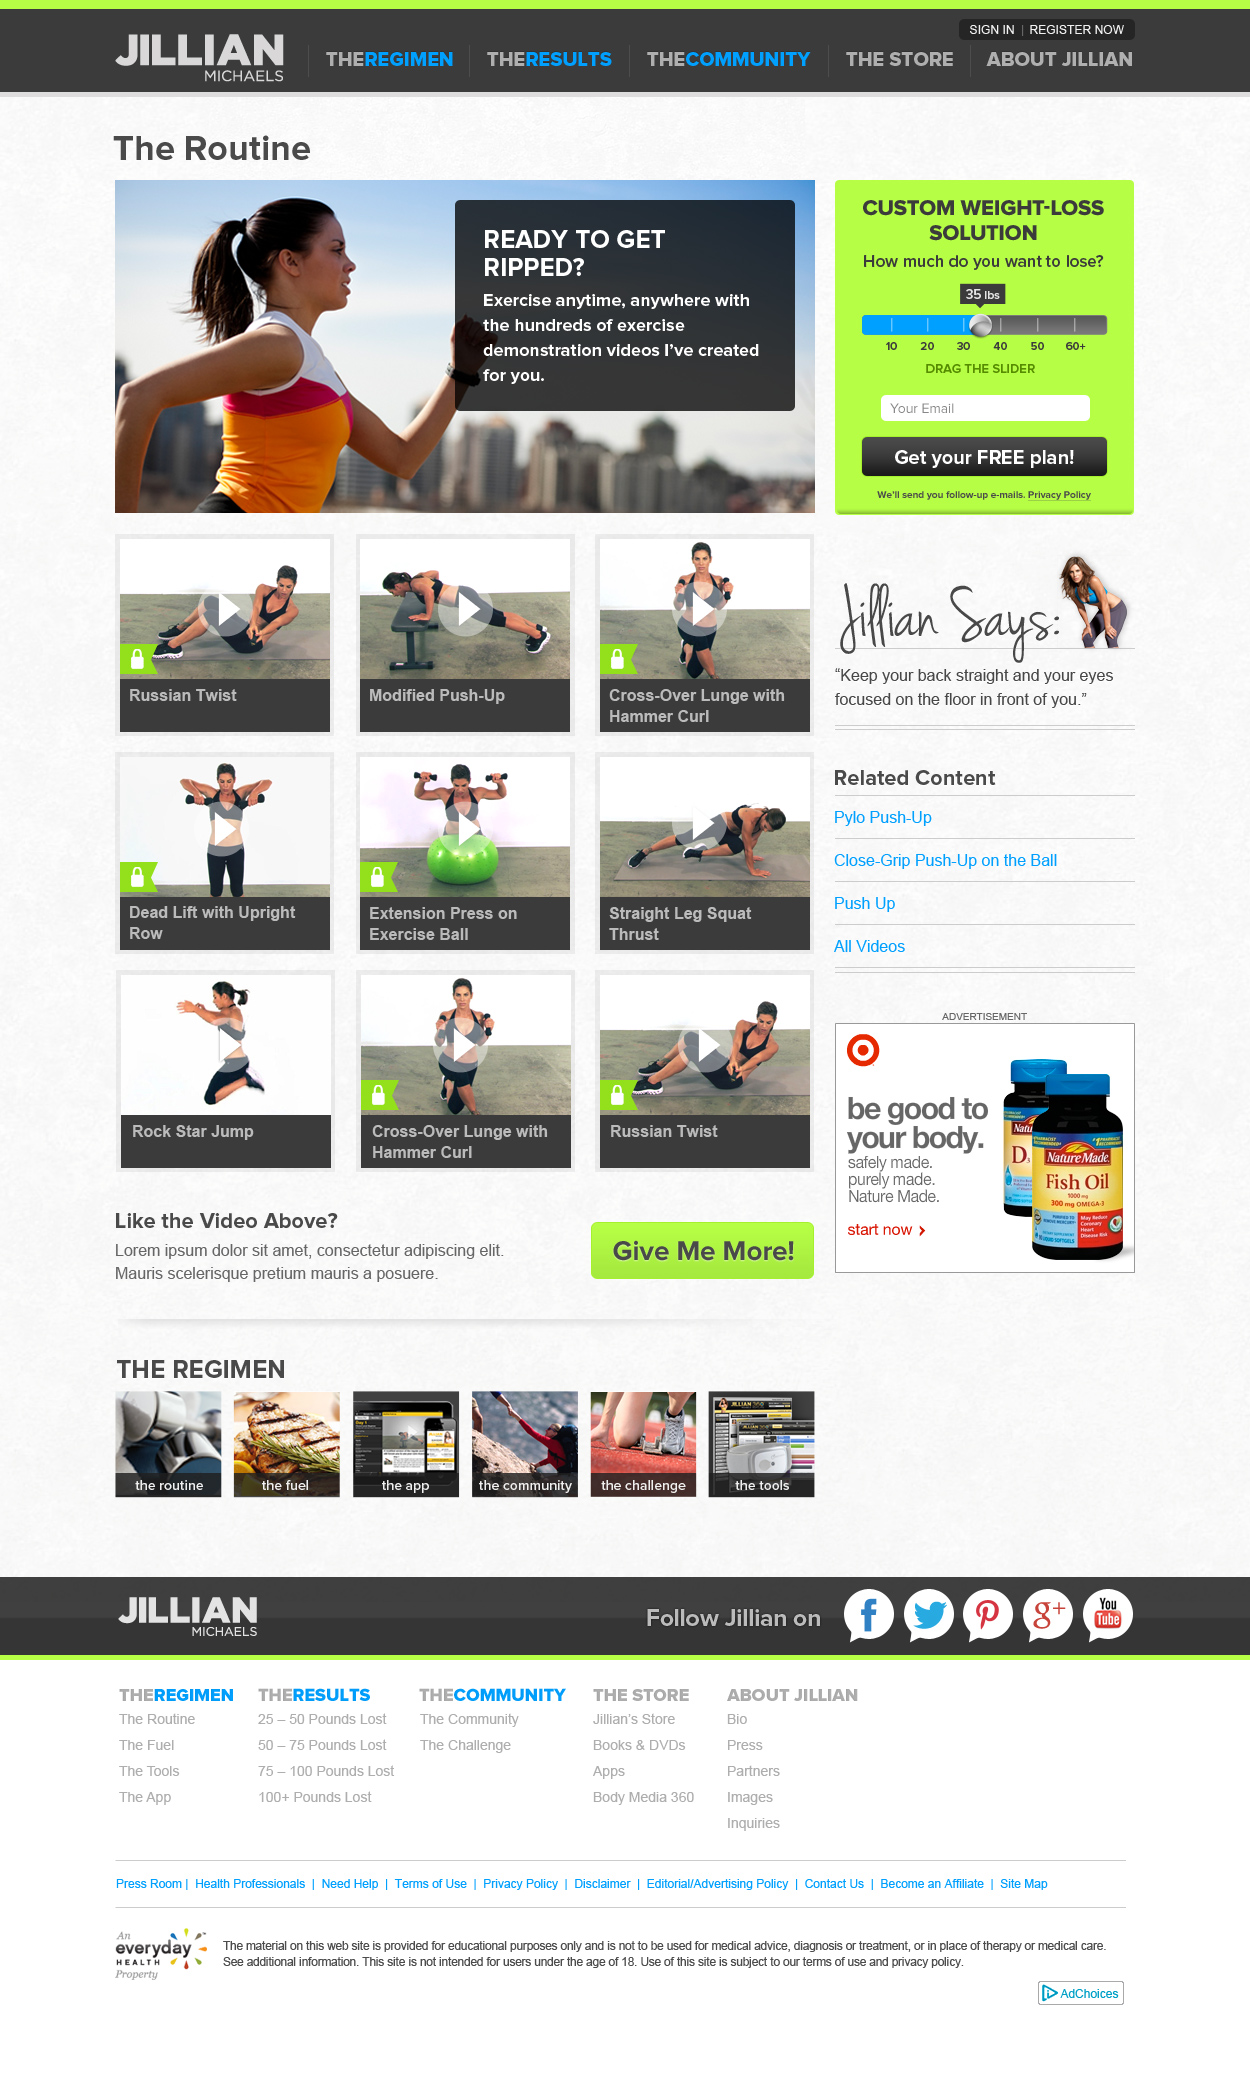 SIGN IN | REGISTER NOW
JILLIAN
MICHAELS
THEREGIMEN
THERESULTS
THECOMMUNITY
THE STORE
ABOUT JILLIAN
The Routine
READY TO GET
RIPPED?
Exercise anytime, anywhere with
the hundreds of exercise
demonstration videos I've created
for you.
CUSTOM WEIGHT-LOSS
SOLUTION
How much do you want to lose?
35 lbs
10 20 30 40 50 60+
DRAG THE SLIDER
Your Email
Get your FREE plan!
We'll send you follow-up e-mails. Privacy Policy
Russian Twist
Modified Push-Up
Cross-Over Lunge with
Hammer Curl
Dead Lift with Upright
Row
Extension Press on
Exercise Ball
Straight Leg Squat
Thrust
Rock Star Jump
Cross-Over Lunge with
Hammer Curl
Russian Twist
Jillian Says:
“Keep your back straight and your eyes
focused on the floor in front of you.”
Related Content
Pylo Push-Up
Close-Grip Push-Up on the Ball
Push Up
All Videos
ADVERTISEMENT
be good to
your body.
safely made.
purely made.
Nature Made.
start now
Nature Made
Fish Oil
1000 mg
300 mg OMEGA-3
May Reduce
Coronary
Heart
Disease Risk
Like the Video Above?
Lorem ipsum dolor sit amet, consectetur adipiscing elit.
Mauris scelerisque pretium mauris a posuere.
Give Me More!
THE REGIMEN
the routine
the fuel
the app
the community
the challenge
the tools
JILLIAN
MICHAELS
Follow Jillian on
f
g+
You
Tube
THEREGIMEN
The Routine
The Fuel
The Tools
The App
THERESULTS
25 – 50 Pounds Lost
50 – 75 Pounds Lost
75 – 100 Pounds Lost
100+ Pounds Lost
THECOMMUNITY
The Community
The Challenge
THE STORE
Jillian's Store
Books & DVDs
Apps
Body Media 360
ABOUT JILLIAN
Bio
Press
Partners
Images
Inquiries
Press Room | Health Professionals | Need Help | Terms of Use | Privacy Policy | Disclaimer | Editorial/Advertising Policy | Contact Us | Become an Affiliate | Site Map
An
everyday
HEALTH
Property
The material on this web site is provided for educational purposes only and is not to be used for medical advice, diagnosis or treatment, or in place of therapy or medical care.
See additional information. This site is not intended for users under the age of 18. Use of this site is subject to our terms of use and privacy policy.
AdChoices